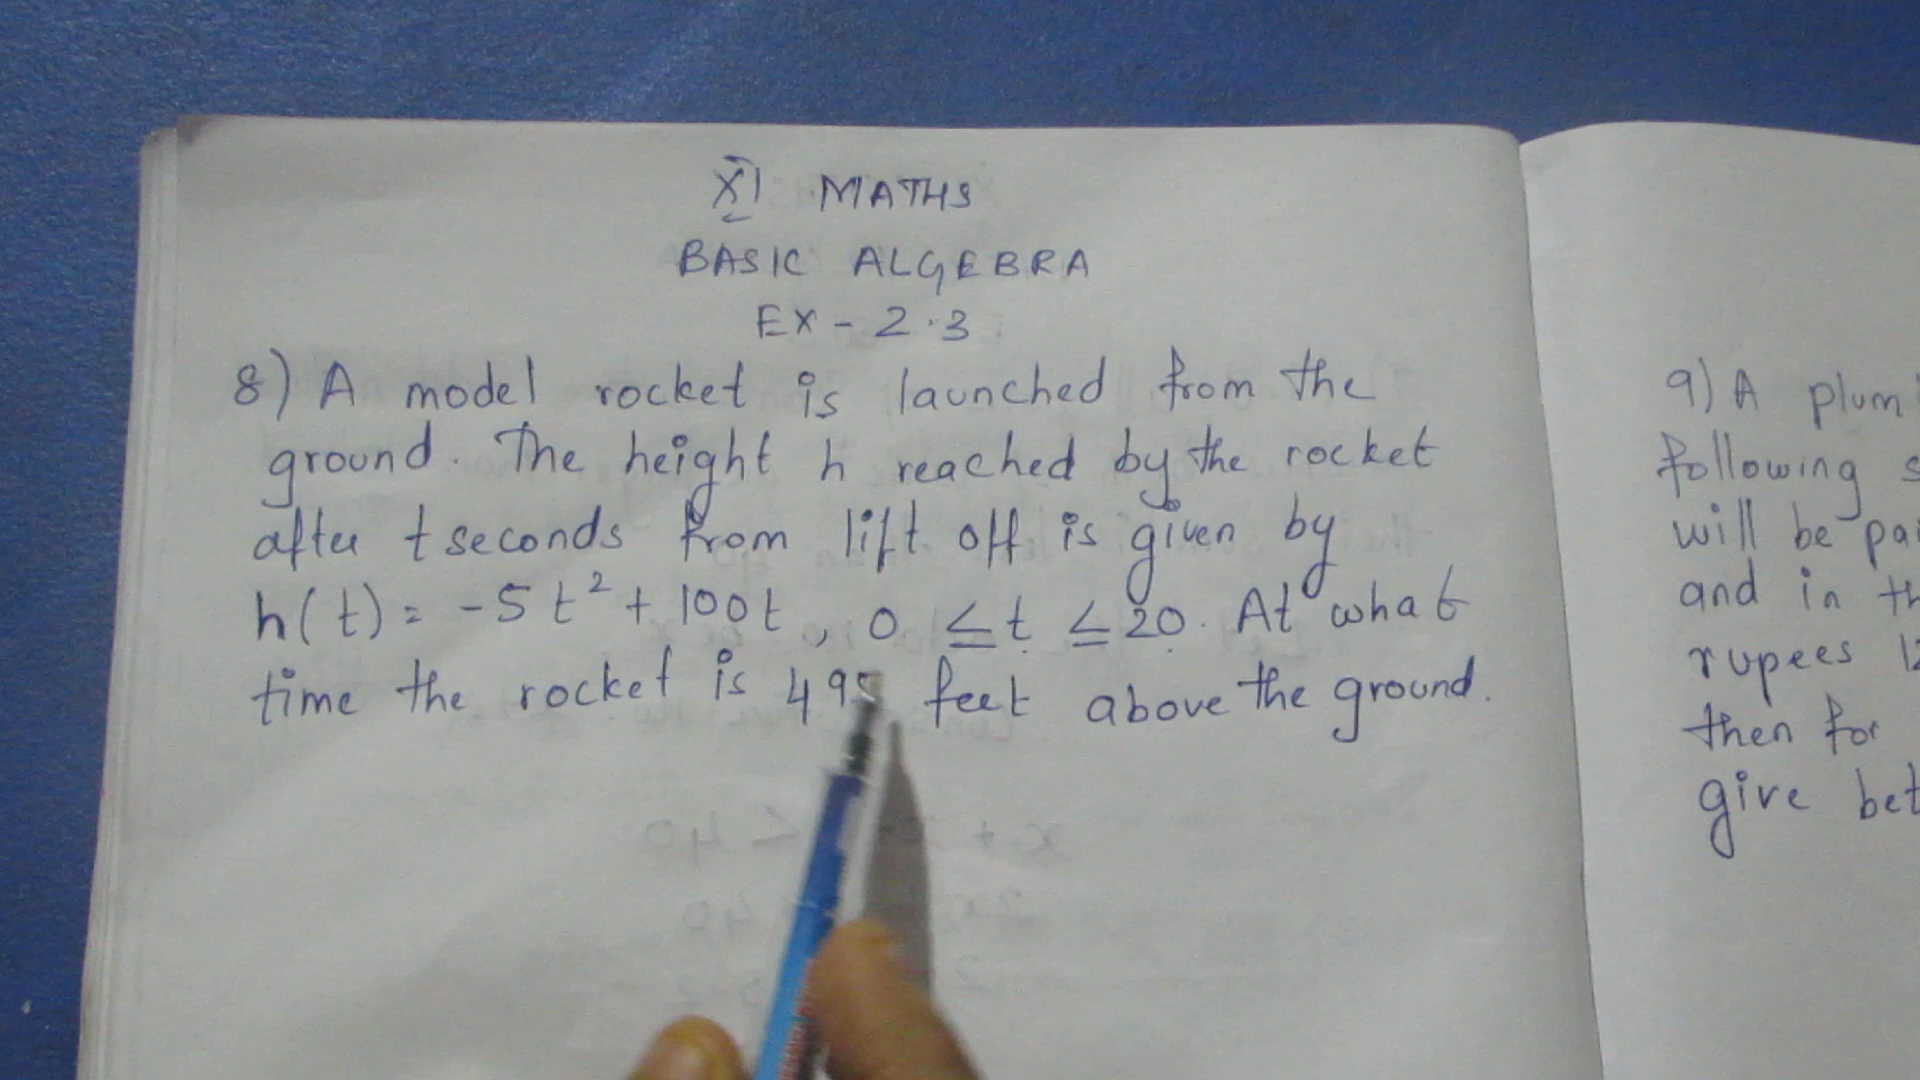 XI MATHS
BASIC ALGEBRA
EX - 2.3
8) A model rocket is launched from the
ground. The height h reached by the rocket
after t seconds from lift off is given by
h(t) = -5t² + 100t, 0 ≤ t ≤ 20. At what
time the rocket is 495 feet above the ground.
9) A plum
following s
will be pai
and in th
rupees 12
then for
give bet